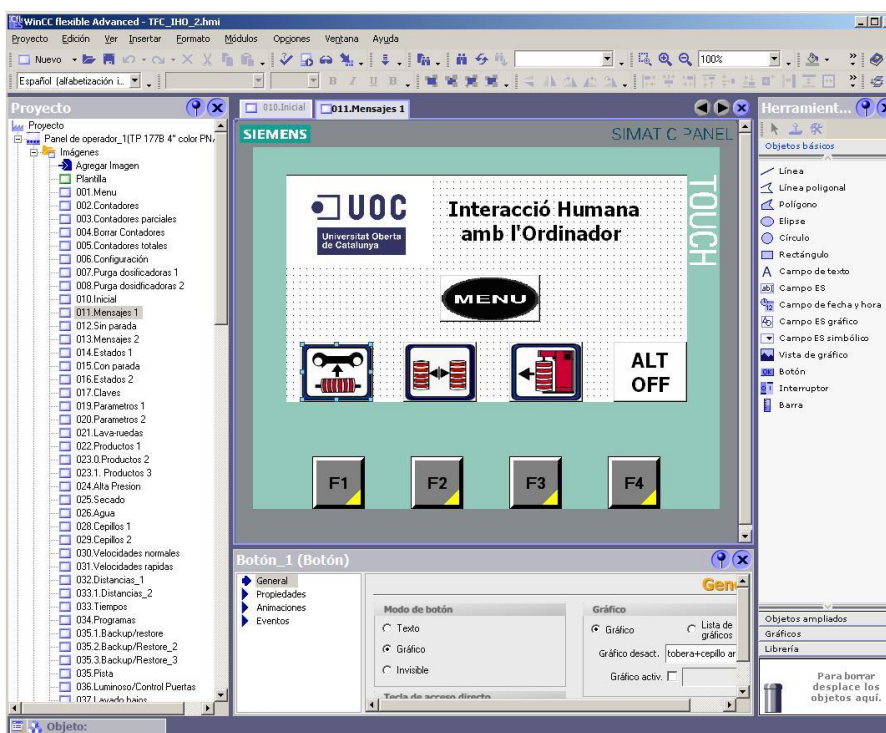 WinCC flexible Advanced - TFC_IHO_2.hmi
Proyecto Edición Ver Insertar Formato Módulos Opciones Ventana Ayuda
Nuevo 100%
Español (alfabetización i..
Proyecto
Proyecto
Panel de operador_1(TP 177B 4" color PN/
Imágenes
Agregar Imagen
Plantilla
001.Menu
002.Contadores
003.Contadores parciales
004.Borrar Contadores
005.Contadores totales
006.Configuración
007.Purga dosificadoras 1
008.Purga dosidficadoras 2
010.Inicial
011.Mensajes 1
012.Sin parada
013.Mensajes 2
014.Estados 1
015.Con parada
016.Estados 2
017.Claves
019.Parametros 1
020.Parametros 2
021.Lava-ruedas
022.Productos 1
023.0.Productos 2
023.1. Productos 3
024.Alta Presion
025.Secado
026.Agua
028.Cepillos 1
029.Cepillos 2
030.Velocidades normales
031.Velocidades rapidas
032.Distancias_1
033.1.Distancias_2
033.Tiempos
034.Programas
035.1.Backup/restore
035.2.Backup/Restore_2
035.3.Backup/Restore_3
035.Pista
036.Luminoso/Control Puertas
037.Lavado bajos
010.Inicial 011.Mensajes 1
SIEMENS SIMATIC PANEL
TOUCH
UOC
Universitat Oberta
de Catalunya
Interacció Humana
amb l'Ordinador
MENU
ALT
OFF
F1 F2 F3 F4
Botón_1 (Botón)
General
Propiedades
Animaciones
Eventos
Gen
Modo de botón
Texto
Gráfico
Invisible
Tecla de acceso directo
Gráfico
Gráfico Lista de
gráficos
Gráfico desact. tobera+cepillo ar
Gráfico activ.
Herramient...
Objetos básicos
Línea
Línea poligonal
Polígono
Elipse
Círculo
Rectángulo
Campo de texto
Campo ES
Campo de fecha y hora
Campo ES gráfico
Campo ES simbólico
Vista de gráfico
Botón
Interruptor
Barra
Objetos ampliados
Gráficos
Librería
Para borrar
desplace los
objetos aquí.
Objeto: